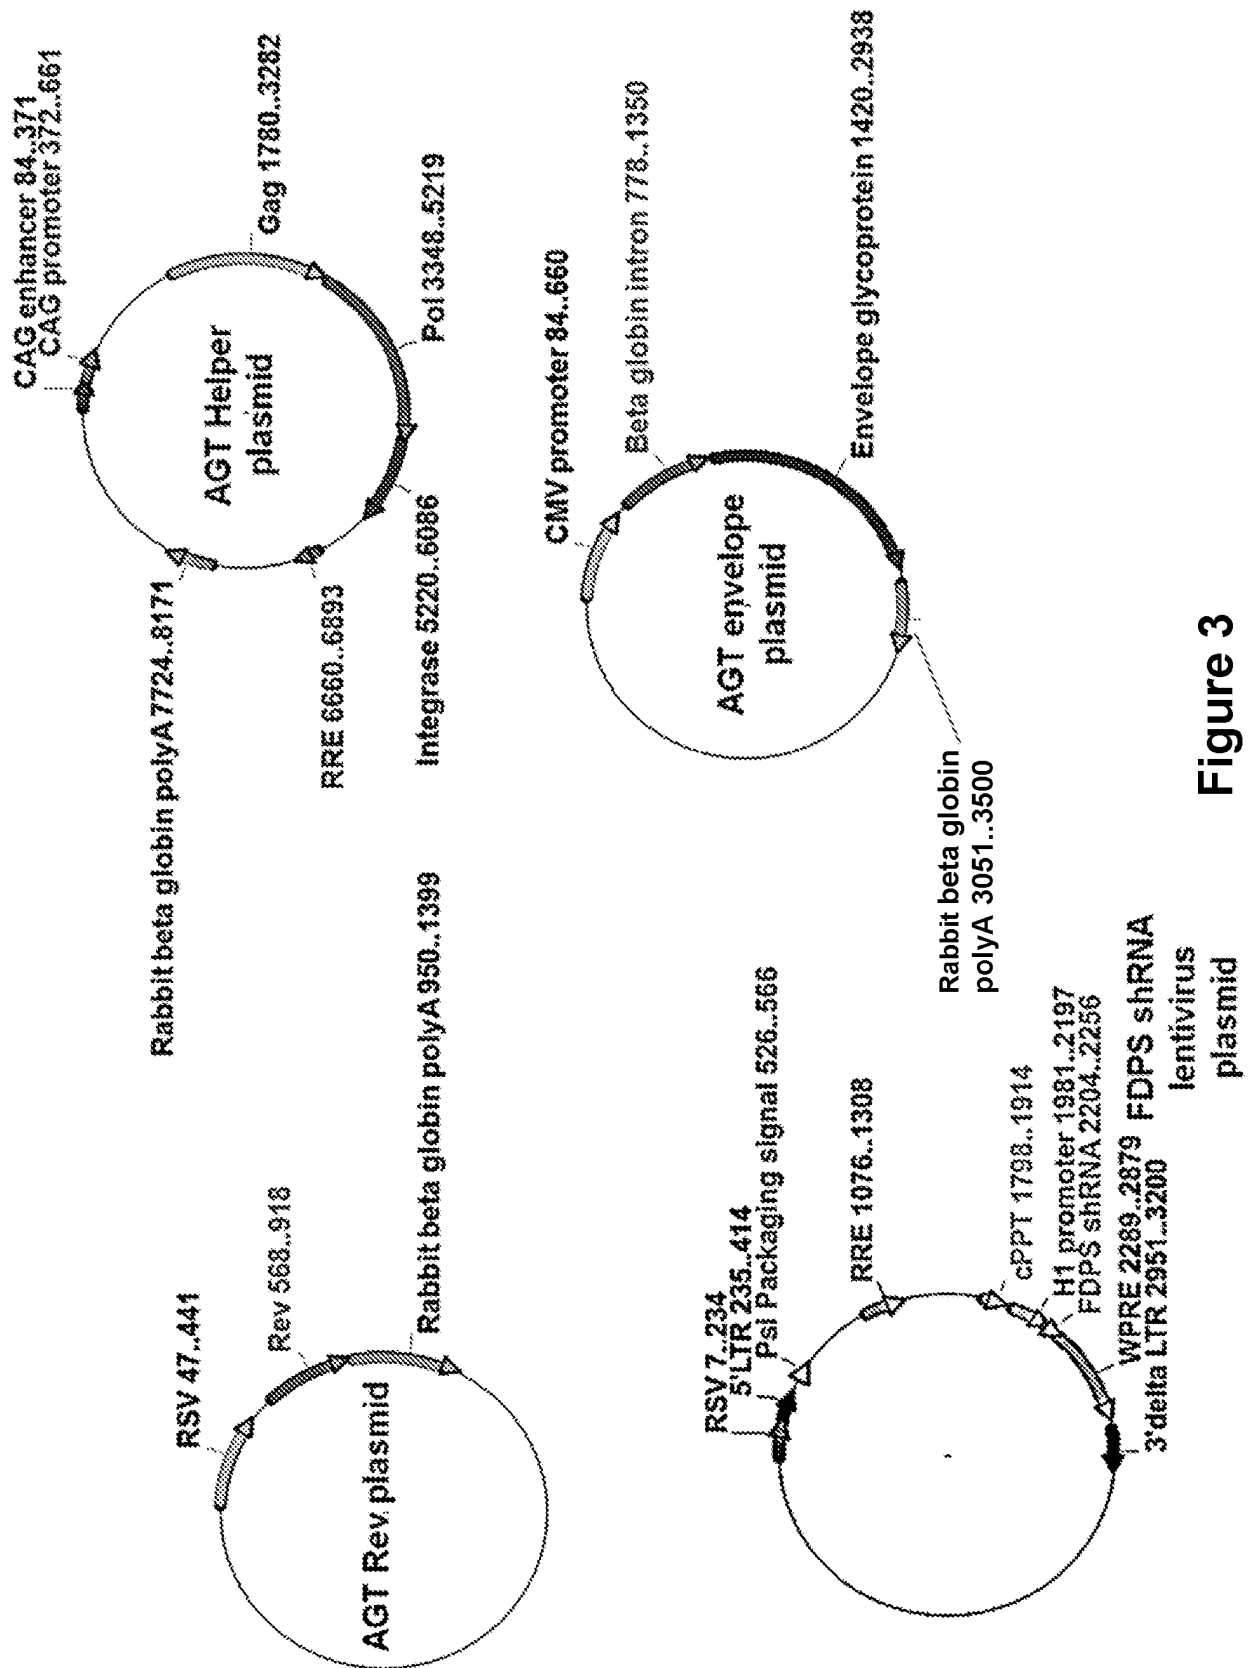 RSV 47..441
Rev 568..918
Rabbit beta globin polyA 950..1399
AGT Rev plasmid
CAG enhancer 84..371
CAG promoter 372..661
Gag 1780..3282
Pol 3348..5219
Integrase 5220..6086
RRE 6660..6893
Rabbit beta globin polyA 7724..8171
AGT Helper
plasmid
RSV 7..234
5'LTR 235..414
Psi Packaging signal 526..566
RRE 1076..1308
cPPT 1798..1914
H1 promoter 1981..2197
FDPS shRNA 2204..2256
WPRE 2289..2879
3'delta LTR 2951..3200
FDPS shRNA
lentivirus
plasmid
CMV promoter 84..660
Beta globin intron 778..1350
Envelope glycoprotein 1420..2938
Rabbit beta globin
polyA 3051..3500
AGT envelope
plasmid
Figure 3